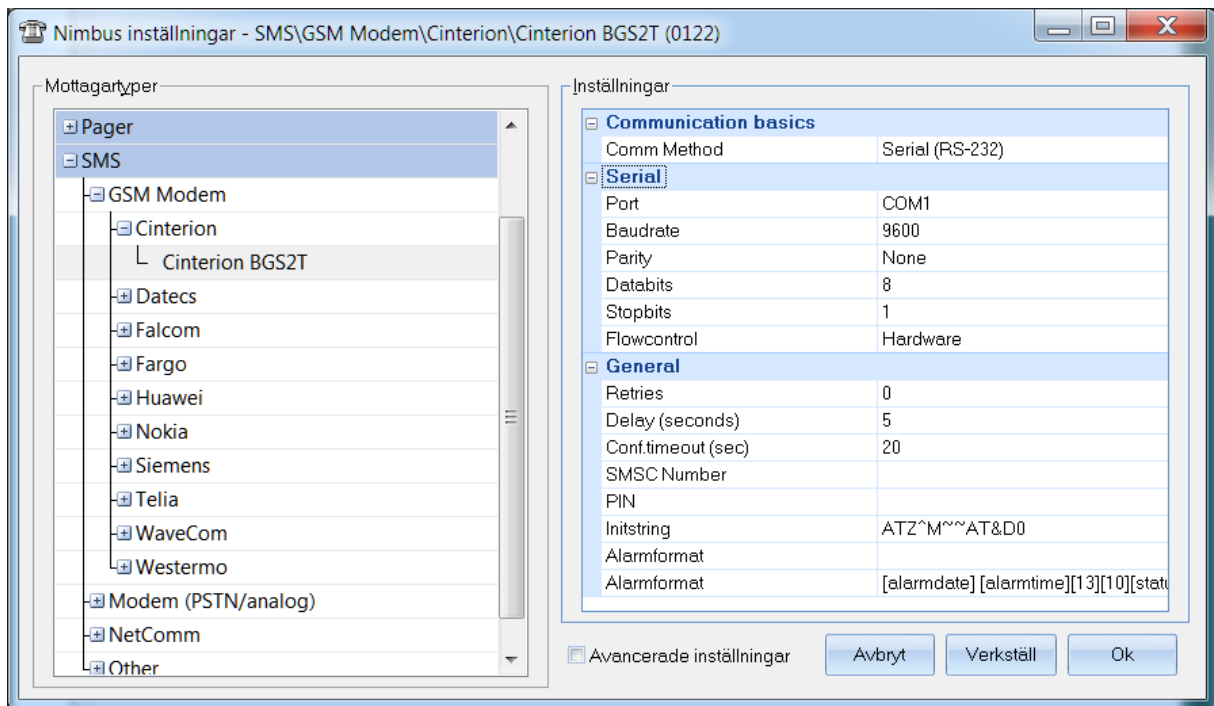 Nimbus inställningar - SMS\GSM Modem\Cinterion\Cinterion BGS2T (0122)
Mottagartyper
Pager
SMS
GSM Modem
Cinterion
Cinterion BGS2T
Datecs
Falcom
Fargo
Huawei
Nokia
Siemens
Telia
WaveCom
Westermo
Modem (PSTN/analog)
NetComm
Other
Inställningar
Communication basics
Comm Method Serial (RS-232)
Serial
Port COM1
Baudrate 9600
Parity None
Databits 8
Stopbits 1
Flowcontrol Hardware
General
Retries 0
Delay (seconds) 5
Conf.timeout (sec) 20
SMSC Number
PIN
Initstring ATZ^M~~AT&D0
Alarmformat
Alarmformat [alarmdate] [alarmtime][13][10][statu
Avancerade inställningar
Avbryt
Verkställ
Ok